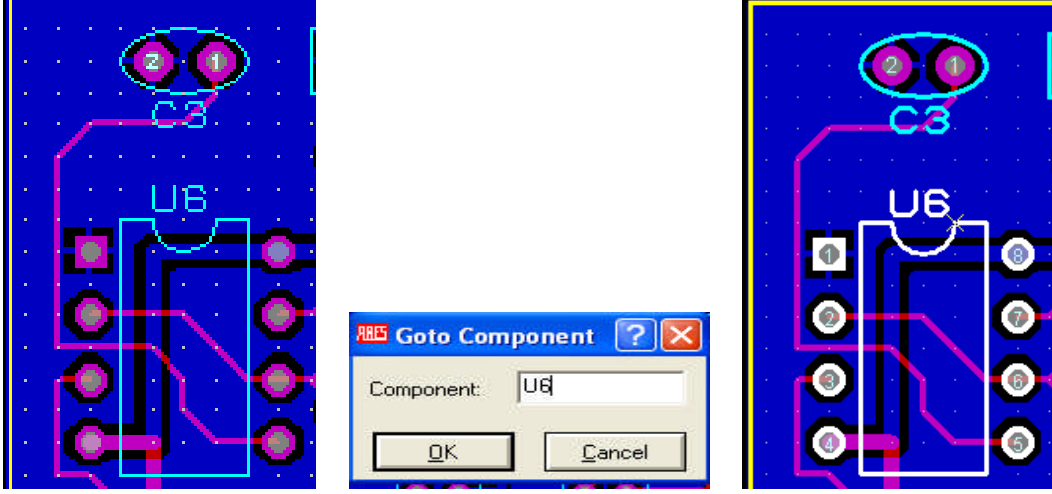 2 1
C3
U6
ARES Goto Component
Component: U6
OK Cancel
2 1
C3
U6
1 8
2 7
3 6
4 5